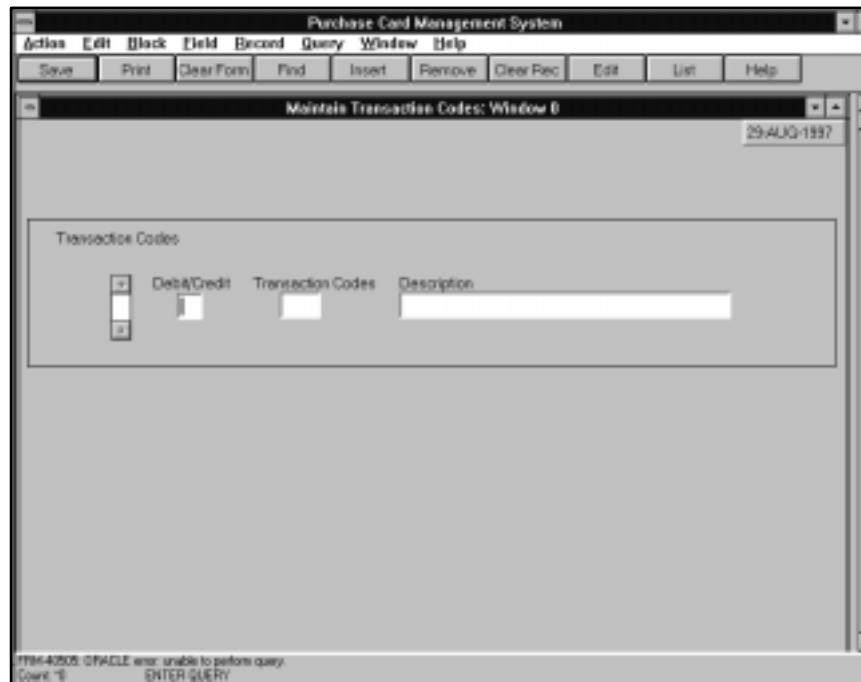 Purchase Card Management System
Action Edit Block Field Record Query Window Help
Save Print Clear Form Find Insert Remove Clear Rec Edit List Help
Maintain Transaction Codes: Window 0
29-AUG-1997
Transaction Codes
Debit/Credit Transaction Codes Description
FRM-40505: ORACLE error: unable to perform query.
Count: *0 ENTER QUERY